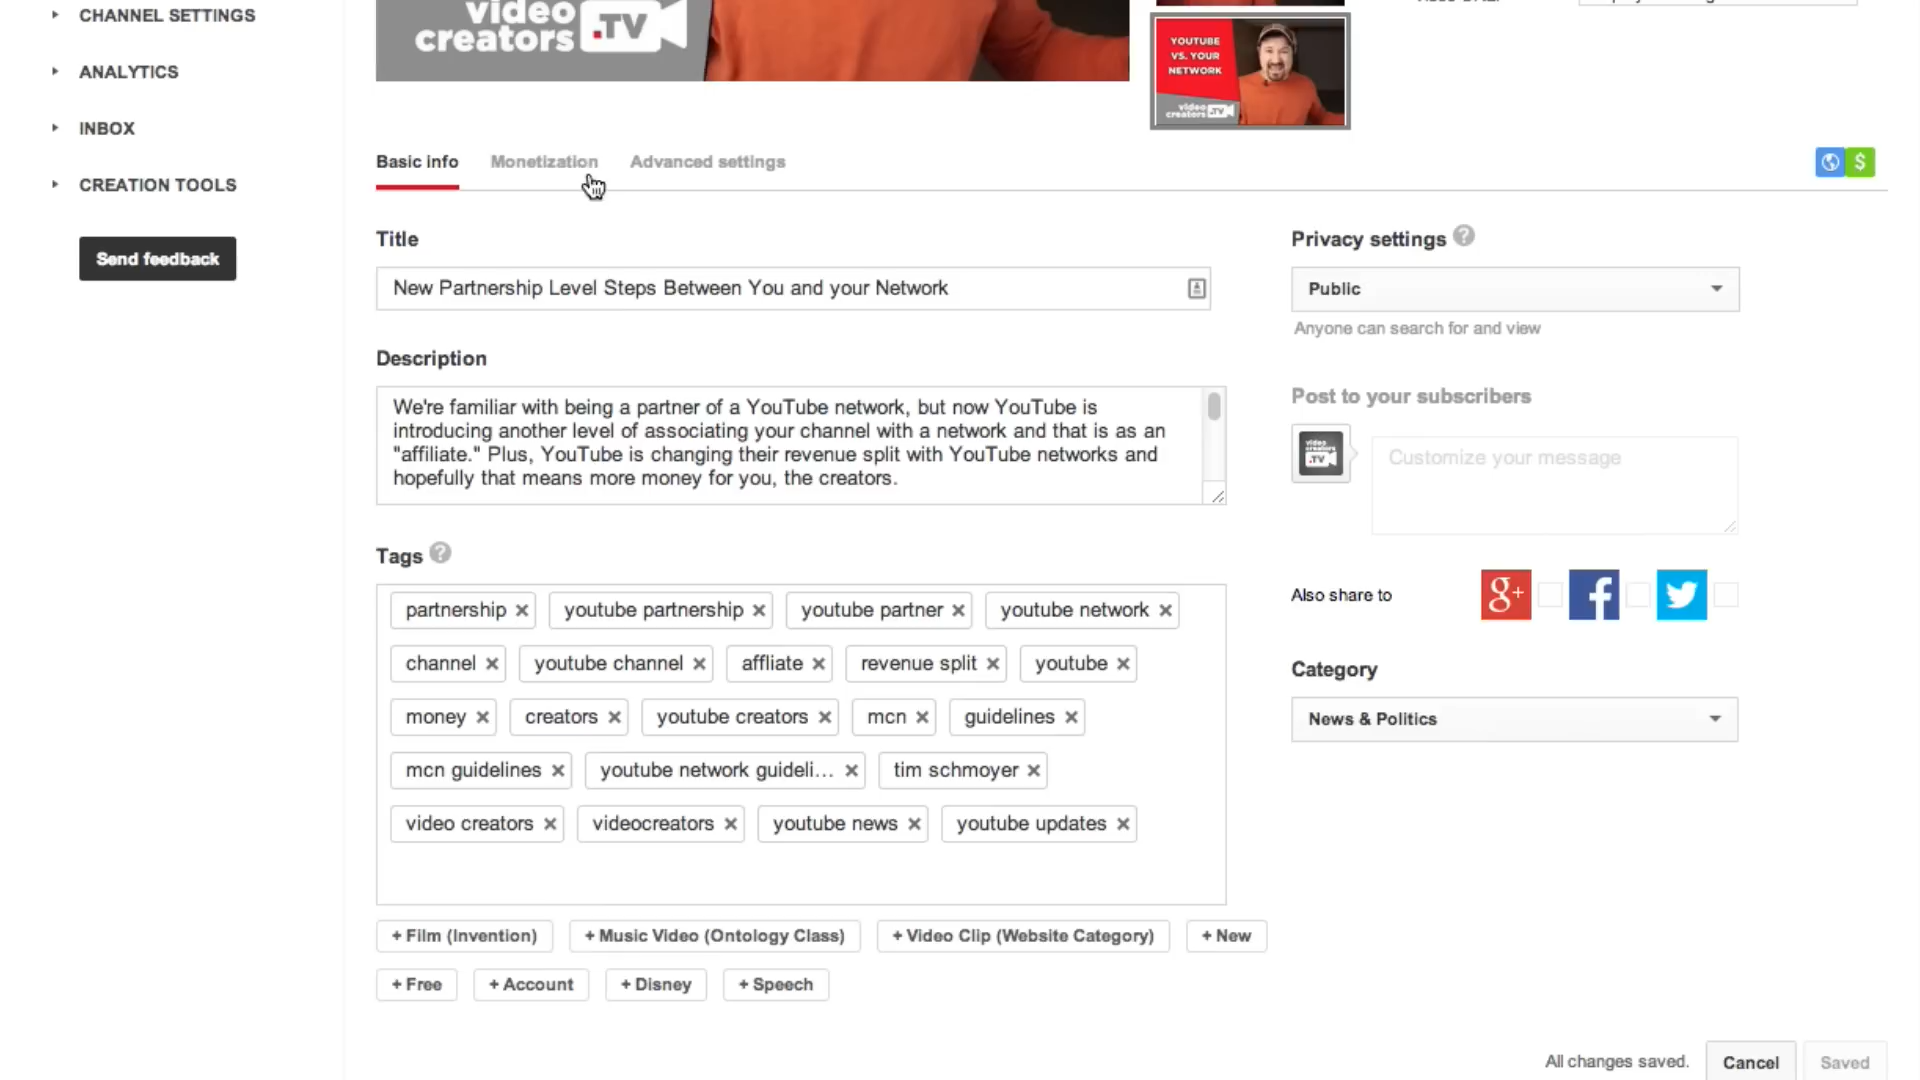 CHANNEL SETTINGS
ANALYTICS
INBOX
CREATION TOOLS
Send feedback
video
creators .TV
YOUTUBE
VS. YOUR
NETWORK
video
creators .TV
Basic info Monetization Advanced settings
$
Title
New Partnership Level Steps Between You and your Network
Description
We're familiar with being a partner of a YouTube network, but now YouTube is
introducing another level of associating your channel with a network and that is as an
"affiliate." Plus, YouTube is changing their revenue split with YouTube networks and
hopefully that means more money for you, the creators.
Tags ?
partnership × youtube partnership × youtube partner × youtube network ×
channel × youtube channel × affliate × revenue split × youtube ×
money × creators × youtube creators × mcn × guidelines ×
mcn guidelines × youtube network guideli... × tim schmoyer ×
video creators × videocreators × youtube news × youtube updates ×
+ Film (Invention) + Music Video (Ontology Class) + Video Clip (Website Category) + New
+ Free + Account + Disney + Speech
Privacy settings ?
Public
Anyone can search for and view
Post to your subscribers
video
creators
.TV
Customize your message
Also share to g+ f
Category
News & Politics
All changes saved. Cancel Saved